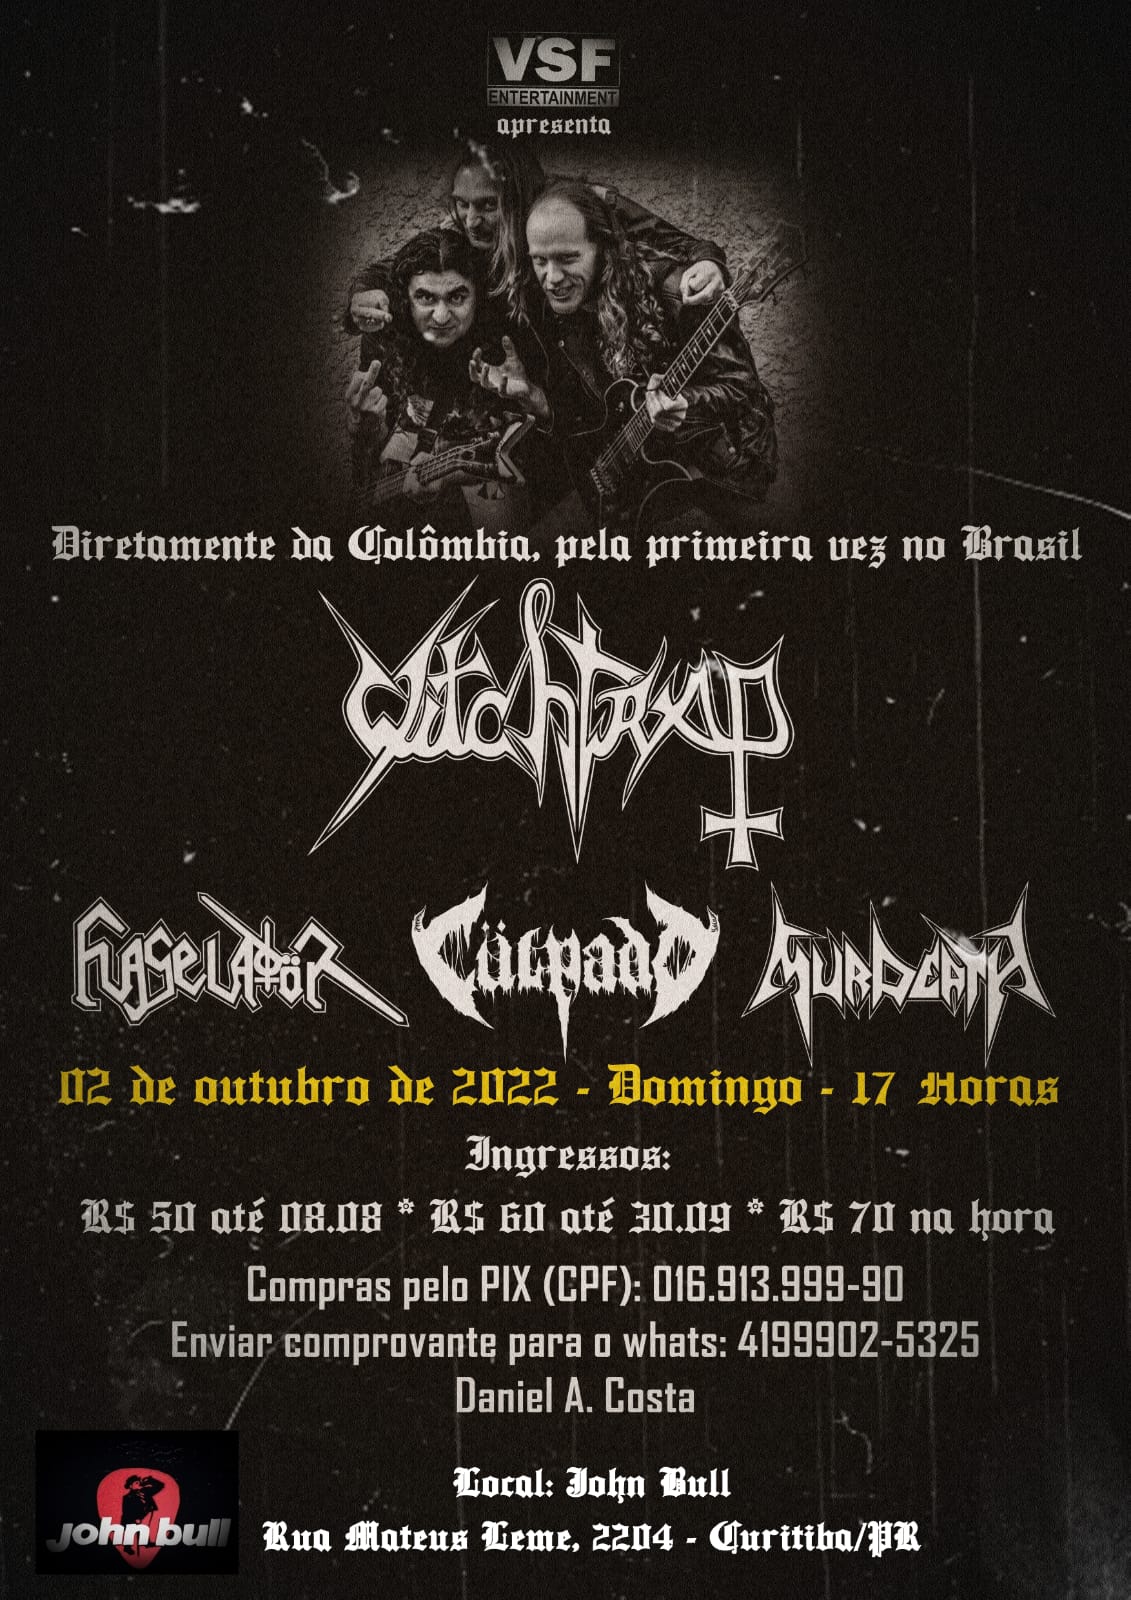 VSF
ENTERTAINMENT
apresenta
Diretamente da Colômbia, pela primeira vez no Brasil
Witchtrap
Flagelador Cülpado Murdeath
02 de outubro de 2022 - Domingo - 17 Horas
Ingressos:
R$ 50 até 08.08 * R$ 60 até 30.09 * R$ 70 na hora
Compras pelo PIX (CPF): 016.913.999-90
Enviar comprovante para o whats: 4199902-5325
Daniel A. Costa
Local: John Bull
john bull
Rua Mateus Leme, 2204 - Curitiba/PR